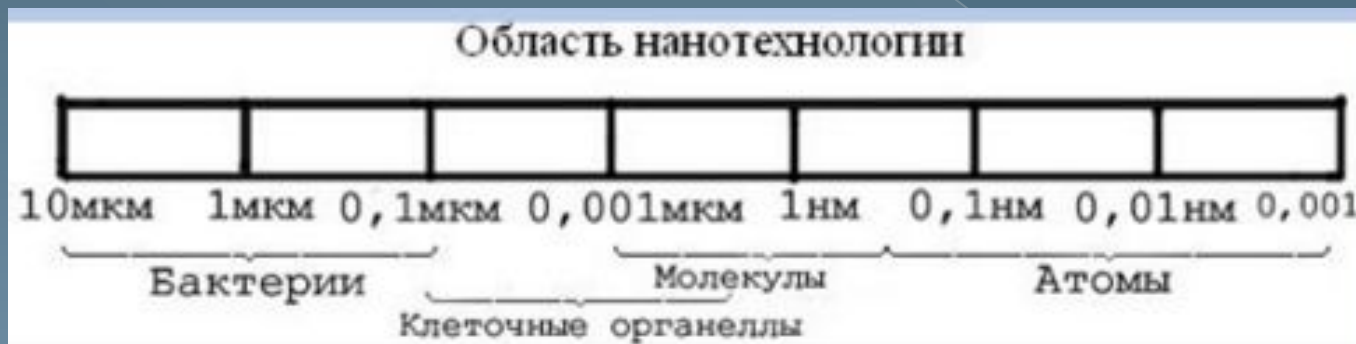 Область нанотехнологии
10мкм 1мкм 0,1мкм 0,001мкм 1нм 0,1нм 0,01нм 0,001
Бактерии Молекулы Атомы
Клеточные органеллы